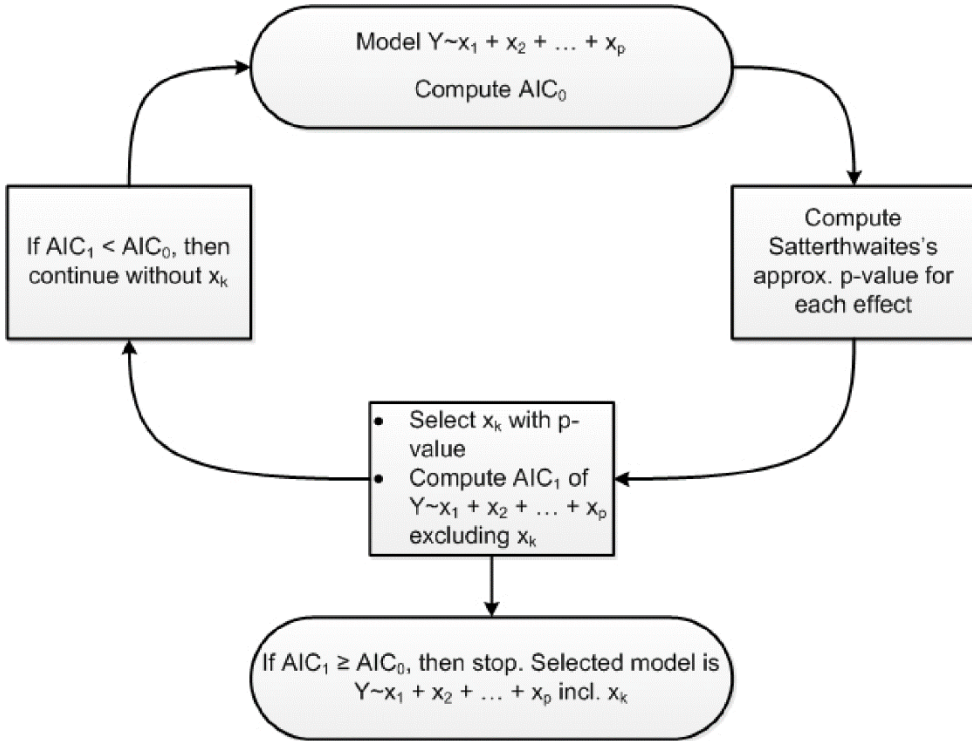 Model Y~x₁ + x₂ + … + xₚ
Compute AIC₀
If AIC₁ < AIC₀, then
continue without xₖ
Compute
Satterthwaites's
approx. p-value for
each effect
• Select xₖ with p-
value
• Compute AIC₁ of
Y~x₁ + x₂ + … + xₚ
excluding xₖ
If AIC₁ ≥ AIC₀, then stop. Selected model is
Y~x₁ + x₂ + … + xₚ incl. xₖ